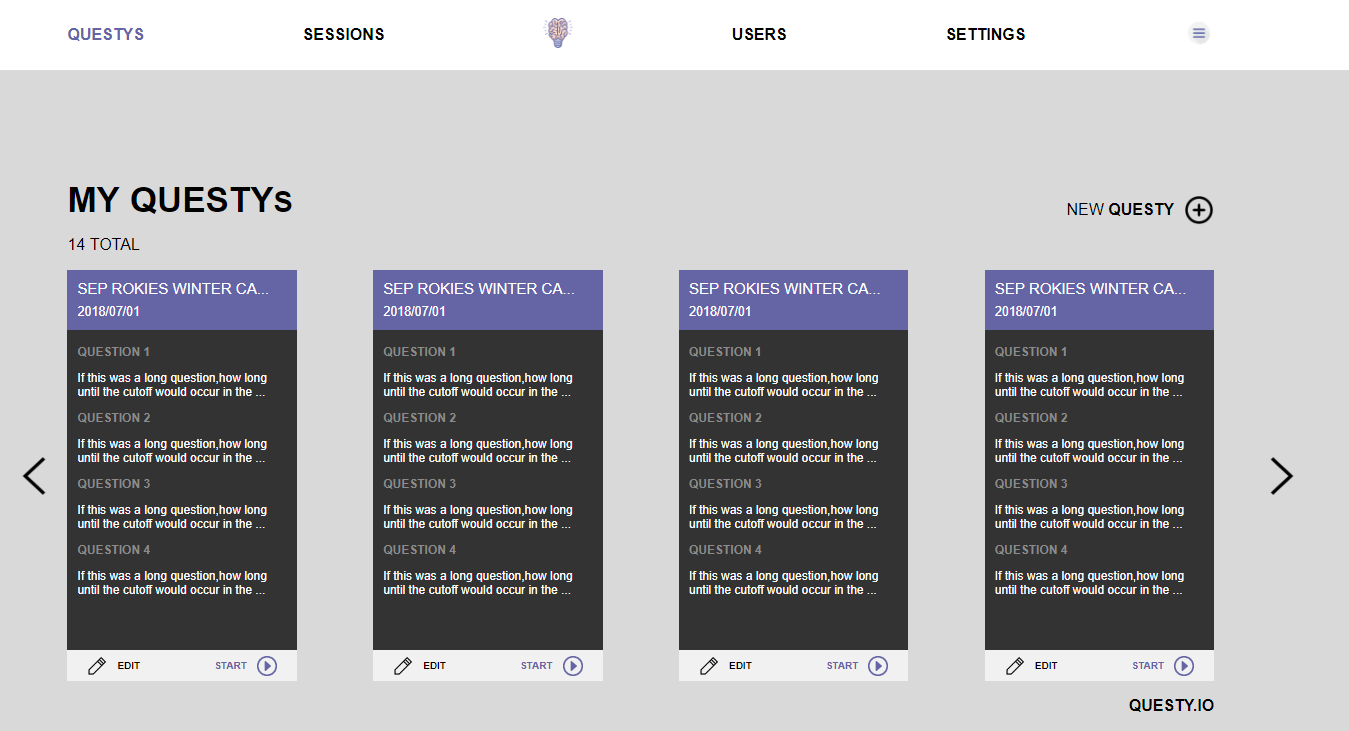 QUESTYS
SESSIONS
USERS
SETTINGS
MY QUESTYs
NEW QUESTY
14 TOTAL
SEP ROKIES WINTER CA...
2018/07/01
QUESTION 1
If this was a long question,how long
until the cutoff would occur in the ...
QUESTION 2
If this was a long question,how long
until the cutoff would occur in the ...
QUESTION 3
If this was a long question,how long
until the cutoff would occur in the ...
QUESTION 4
If this was a long question,how long
until the cutoff would occur in the ...
EDIT
START
SEP ROKIES WINTER CA...
2018/07/01
QUESTION 1
If this was a long question,how long
until the cutoff would occur in the ...
QUESTION 2
If this was a long question,how long
until the cutoff would occur in the ...
QUESTION 3
If this was a long question,how long
until the cutoff would occur in the ...
QUESTION 4
If this was a long question,how long
until the cutoff would occur in the ...
EDIT
START
SEP ROKIES WINTER CA...
2018/07/01
QUESTION 1
If this was a long question,how long
until the cutoff would occur in the ...
QUESTION 2
If this was a long question,how long
until the cutoff would occur in the ...
QUESTION 3
If this was a long question,how long
until the cutoff would occur in the ...
QUESTION 4
If this was a long question,how long
until the cutoff would occur in the ...
EDIT
START
SEP ROKIES WINTER CA...
2018/07/01
QUESTION 1
If this was a long question,how long
until the cutoff would occur in the ...
QUESTION 2
If this was a long question,how long
until the cutoff would occur in the ...
QUESTION 3
If this was a long question,how long
until the cutoff would occur in the ...
QUESTION 4
If this was a long question,how long
until the cutoff would occur in the ...
EDIT
START
QUESTY.IO